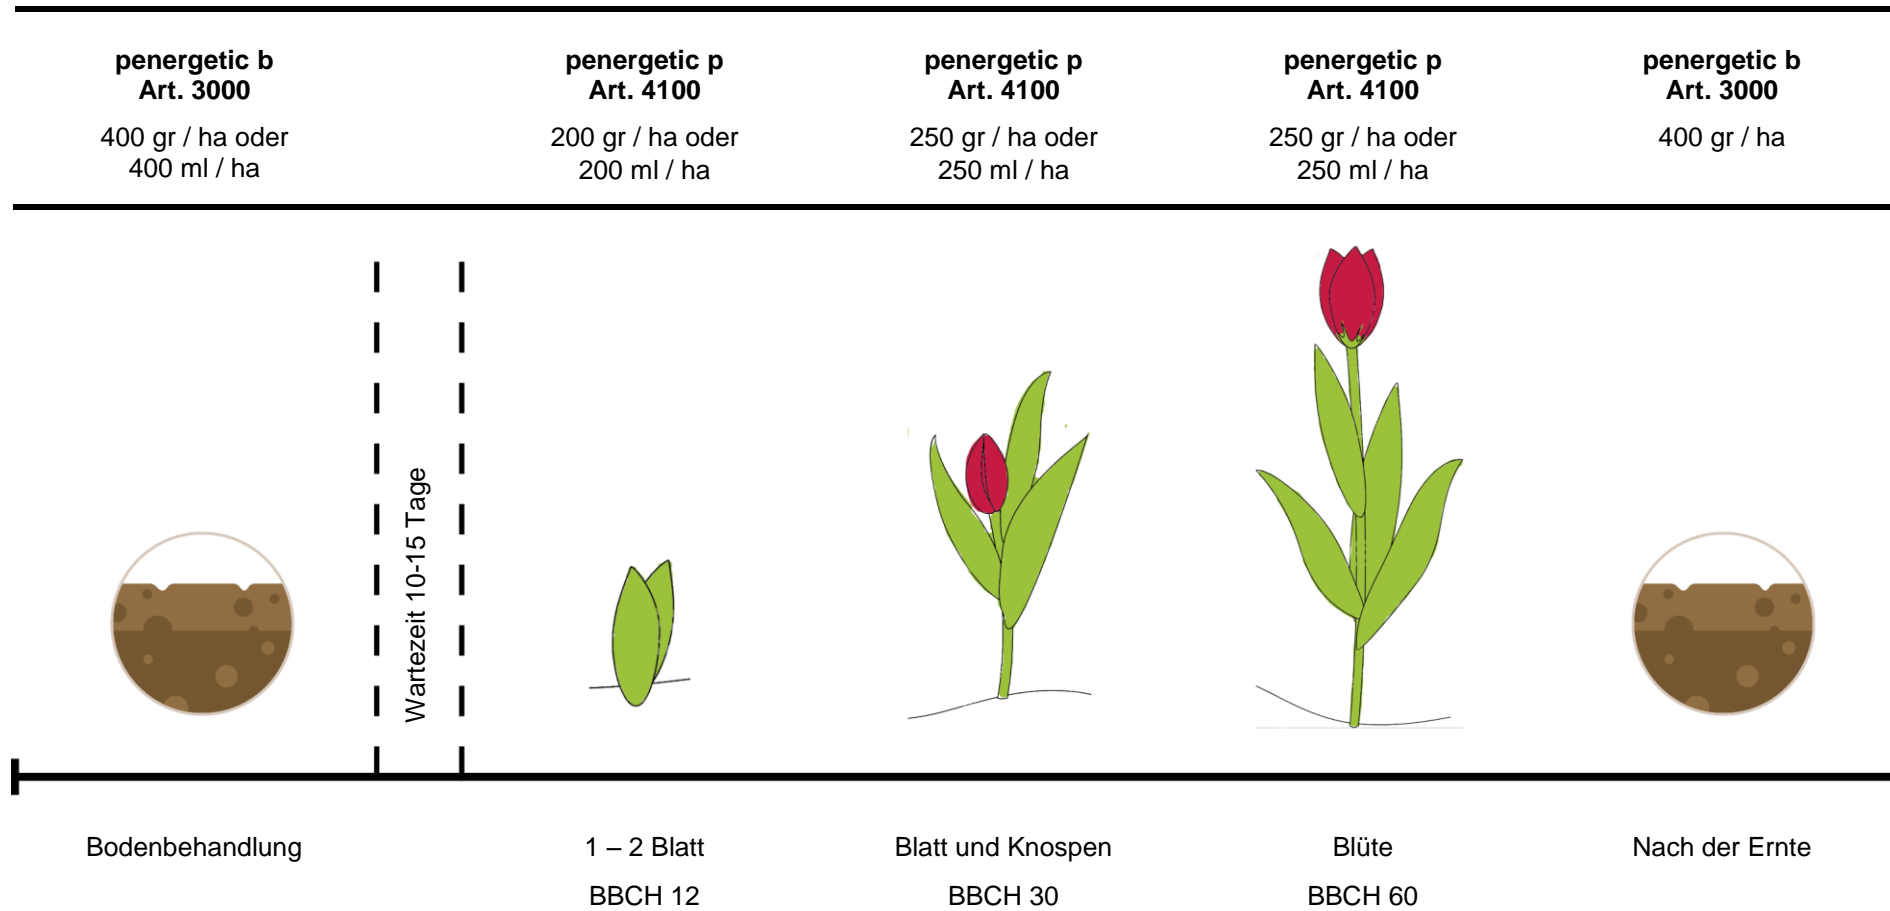 penergetic b
Art. 3000
400 gr / ha oder
400 ml / ha
penergetic p
Art. 4100
200 gr / ha oder
200 ml / ha
penergetic p
Art. 4100
250 gr / ha oder
250 ml / ha
penergetic p
Art. 4100
250 gr / ha oder
250 ml / ha
penergetic b
Art. 3000
400 gr / ha
Wartezeit 10-15 Tage
Bodenbehandlung
1 – 2 Blatt
BBCH 12
Blatt und Knospen
BBCH 30
Blüte
BBCH 60
Nach der Ernte